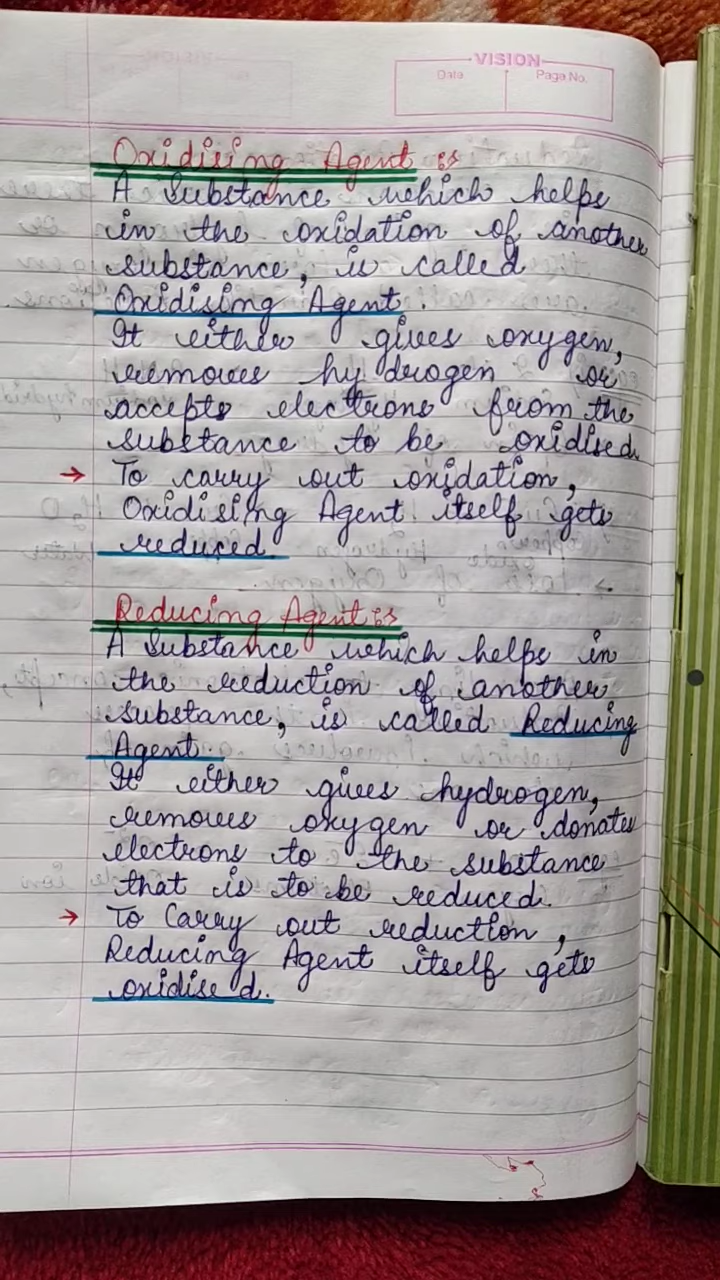 VISION
Date Page No.
Oxidising Agent :-
A substance which helps
in the oxidation of another
substance, is called
Oxidising Agent.
It either gives oxygen,
removes hydrogen or
accepts electrons from the
substance to be oxidised.
→ To carry out oxidation,
Oxidising Agent itself gets
reduced.
Reducing Agent :-
A substance which helps in
the reduction of another
substance, is called Reducing
Agent.
It either gives hydrogen,
removes oxygen or donates
electrons to the substance
that is to be reduced.
→ To Carry out reduction,
Reducing Agent itself gets
oxidised.